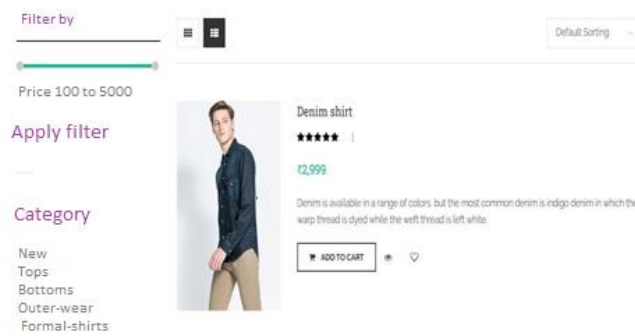 Filter by
Price 100 to 5000
Apply filter
Category
New
Tops
Bottoms
Outer-wear
Formal-shirts
Default Sorting
Denim shirt
₹2,999
Denim is available in a range of colors. but the most common denim is indigo denim in which the
warp thread is dyed while the weft thread is left white.
ADD TO CART